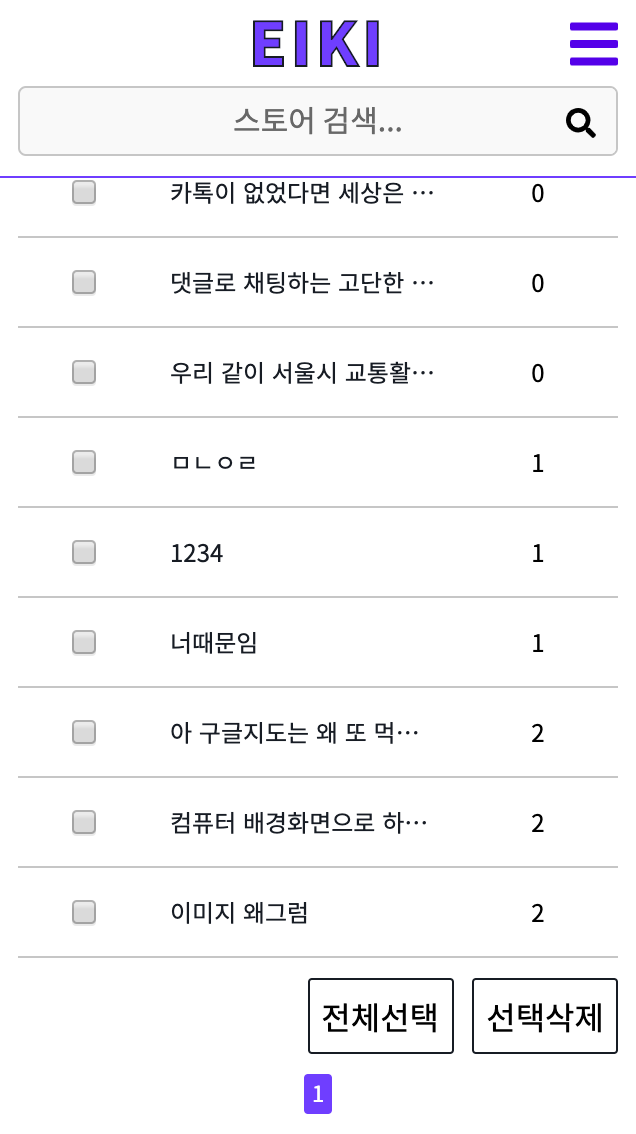 EIKI
스토어 검색...
카톡이 없었다면 세상은 … 0
댓글로 채팅하는 고단한 … 0
우리 같이 서울시 교통활… 0
ㅁㄴㅇㄹ 1
1234 1
너때문임 1
아 구글지도는 왜 또 먹… 2
컴퓨터 배경화면으로 하… 2
이미지 왜그럼 2
전체선택 선택삭제
1